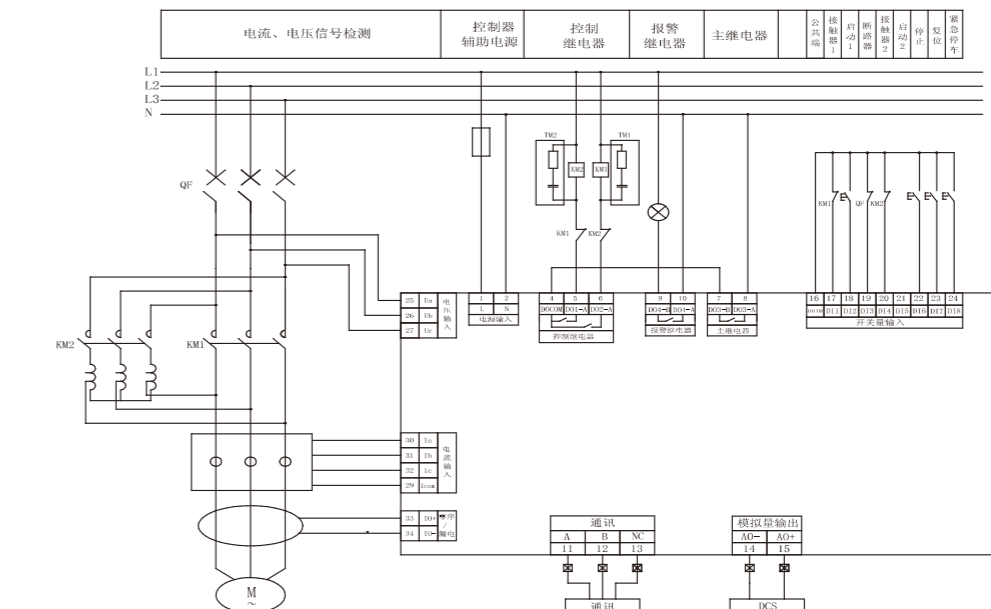 电流、电压信号检测
控制器
辅助电源
控制
继电器
报警
继电器
主继电器
公共端
接触器1
启动1
断路器
接触器2
启动2
停止
复位
紧急停车
L1
L2
L3
N
TM2
TM1
KM2
KM1
QF
KM1
QF
KM2
KM1
KM2
25 Ua
26 Ub
27 Uc
电压输入
1 2
L N
电源输入
4 5 6
DOCOM DO1-A DO2-A
控制继电器
9 10
DO4-B DO4-A
报警继电器
7 8
DO3-B DO3-A
主继电器
16 17 18 19 20 21 22 23 24
DI1 DI2 DI3 DI4 DI5 DI6 DI7 DI8
开关量输入
KM2
KM1
30 Ia
31 Ib
32 Ic
29 Icom
电流输入
33 IO+
34 IO-
零序
/
漏电
通讯
A B NC
11 12 13
模拟量输出
AO- AO+
14 15
M
~
通讯
DCS